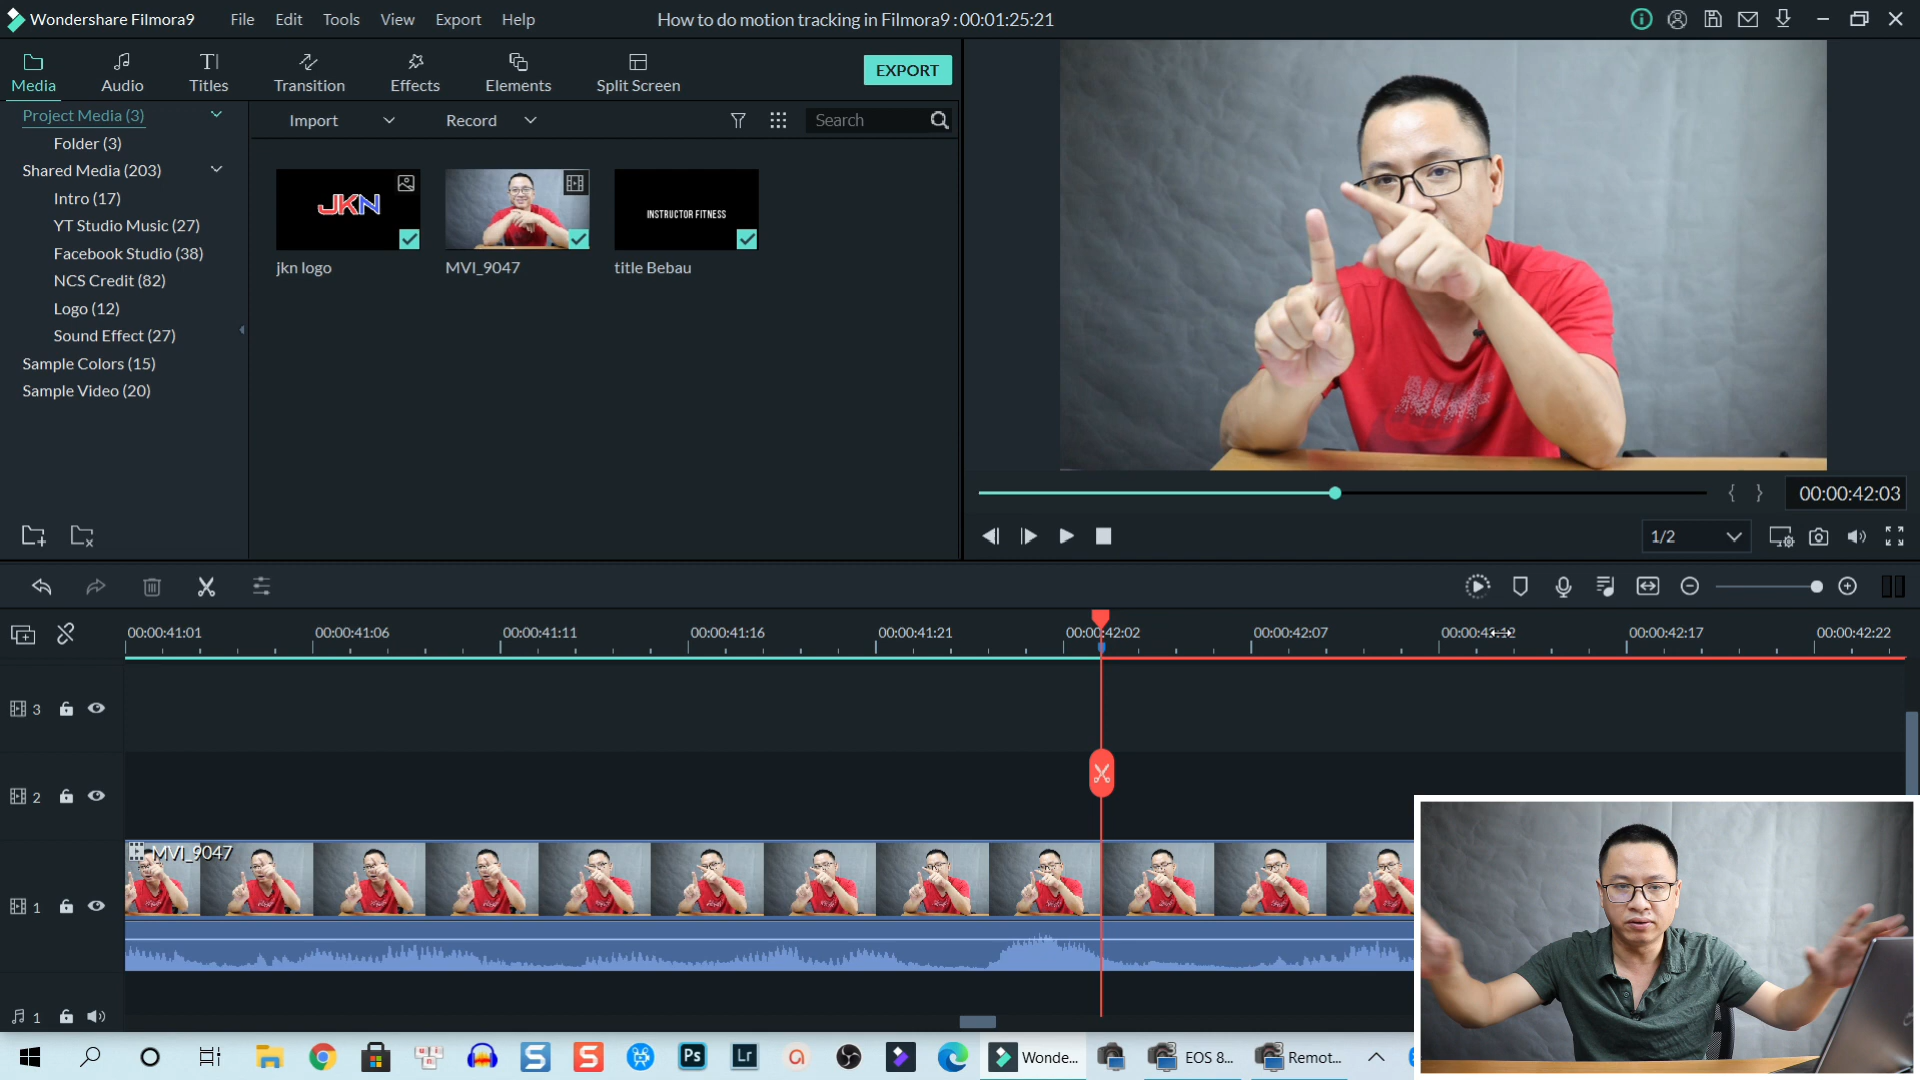 Wondershare Filmora9 File Edit Tools View Export Help How to do motion tracking in Filmora9 : 00:01:25:21
Media Audio Titles Transition Effects Elements Split Screen EXPORT
Project Media (3)
Folder (3)
Shared Media (203)
Intro (17)
YT Studio Music (27)
Facebook Studio (38)
NCS Credit (82)
Logo (12)
Sound Effect (27)
Sample Colors (15)
Sample Video (20)
Import Record Search
JKN
INSTRUCTOR FITNESS
jkn logo MVI_9047 title Bebau
00:00:42:03
1/2
00:00:41:01 00:00:41:06 00:00:41:11 00:00:41:16 00:00:41:21 00:00:42:02 00:00:42:07 00:00:42:12 00:00:42:17 00:00:42:22
3
2
MVI_9047
1
1
Ps Lr Wonde... EOS 8... Remot...